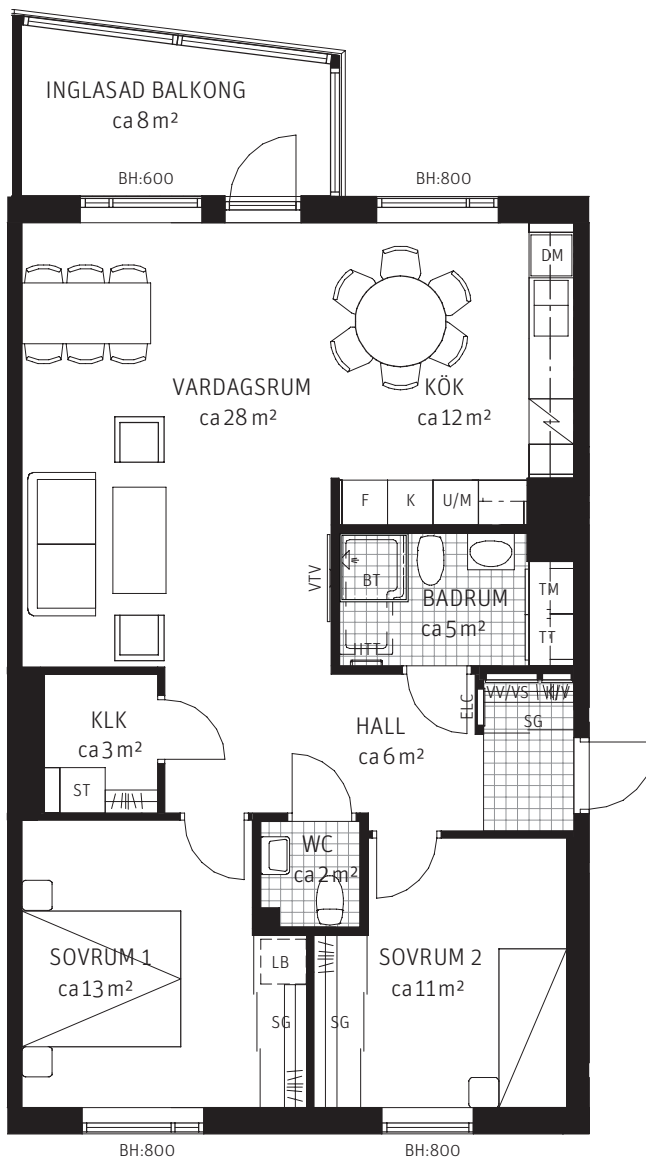 INGLASAD BALKONG
ca 8 m²
BH:600
BH:800
DM
VARDAGSRUM
ca 28 m²
KÖK
ca 12 m²
F
K
U/M
VTV
BT
BADRUM
ca 5 m²
TM
TT
HTT
ELC
VV/VS
K/V
SG
KLK
ca 3 m²
HALL
ca 6 m²
ST
WC
ca 2 m²
SOVRUM 1
ca 13 m²
LB
SOVRUM 2
ca 11 m²
SG
SG
BH:800
BH:800